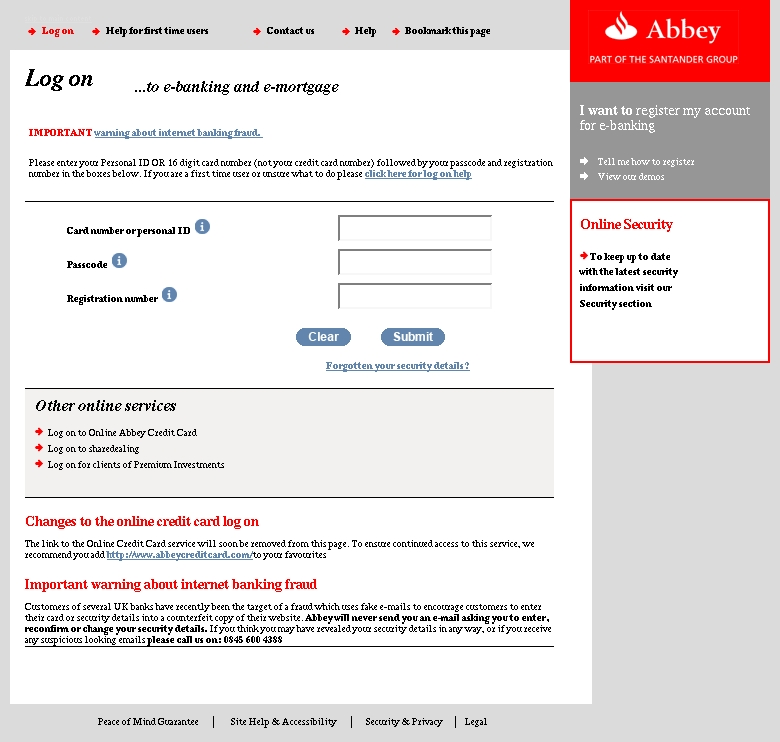 Log on
Help for first time users
Contact us
Help
Bookmark this page
Abbey
PART OF THE SANTANDER GROUP
Log on
...to e-banking and e-mortgage
IMPORTANT warning about internet banking fraud.
Please enter your Personal ID OR 16 digit card number (not your credit card number) followed by your passcode and registration
number in the boxes below. If you are a first time user or unsure what to do please click here for log on help
Card number or personal ID i
Passcode i
Registration number i
Clear
Submit
Forgotten your security details?
I want to register my account
for e-banking
Tell me how to register
View our demos
Online Security
To keep up to date
with the latest security
information visit our
Security section
Other online services
Log on to Online Abbey Credit Card
Log on to sharedealing
Log on for clients of Premium Investments
Changes to the online credit card log on
The link to the Online Credit Card service will soon be removed from this page. To ensure continued access to this service, we
recommend you add http://www.abbeycreditcard.com/to your favourites
Important warning about internet banking fraud
Customers of several UK banks have recently been the target of a fraud which uses fake e-mails to encourage customers to enter
their card or security details into a counterfeit copy of their website. Abbey will never send you an e-mail asking you to enter,
reconfirm or change your security details. If you think you may have revealed your security details in any way, or if you receive
any suspicious looking emails please call us on: 0845 600 4388
Peace of Mind Guarantee | Site Help & Accessibility | Security & Privacy | Legal